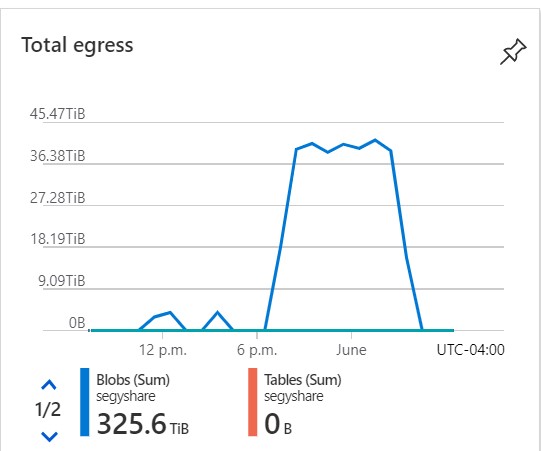 Total egress
45.47TiB
36.38TiB
27.28TiB
18.19TiB
9.09TiB
0B
12 p.m. 6 p.m. June UTC-04:00
Blobs (Sum) Tables (Sum)
segyshare segyshare
1/2 325.6 TiB 0 B